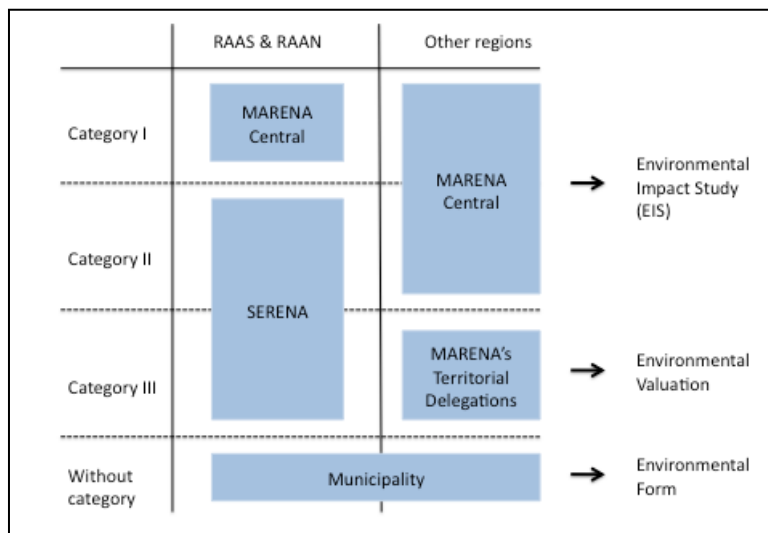 RAAS & RAAN
Other regions
Category I
MARENA
Central
MARENA
Central
Environmental
Impact Study
(EIS)
Category II
SERENA
Category III
MARENA's
Territorial
Delegations
Environmental
Valuation
Without
category
Municipality
Environmental
Form